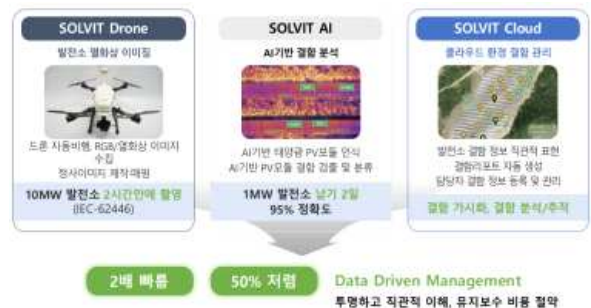 SOLVIT Drone
발전소 열화상 이미징
드론 자동비행, RGB/열화상 이미지
수집
정사이미지 제작·매핑
10MW 발전소 2시간만에 촬영
(IEC-62446)
SOLVIT AI
AI기반 결함 분석
AI기반 태양광 PV모듈 인식
AI기반 PV모듈 결함 검출 및 분류
1MW 발전소 납기 2일
95% 정확도
SOLVIT Cloud
클라우드 환경 결함 관리
발전소 결함 정보 직관적 표현
결함리포트 자동 생성
담당자 결함 정보 등록 및 관리
결함 가시화, 결함 분석/추적
2배 빠름
50% 저렴
Data Driven Management
투명하고 직관적 이해, 유지보수 비용 절약